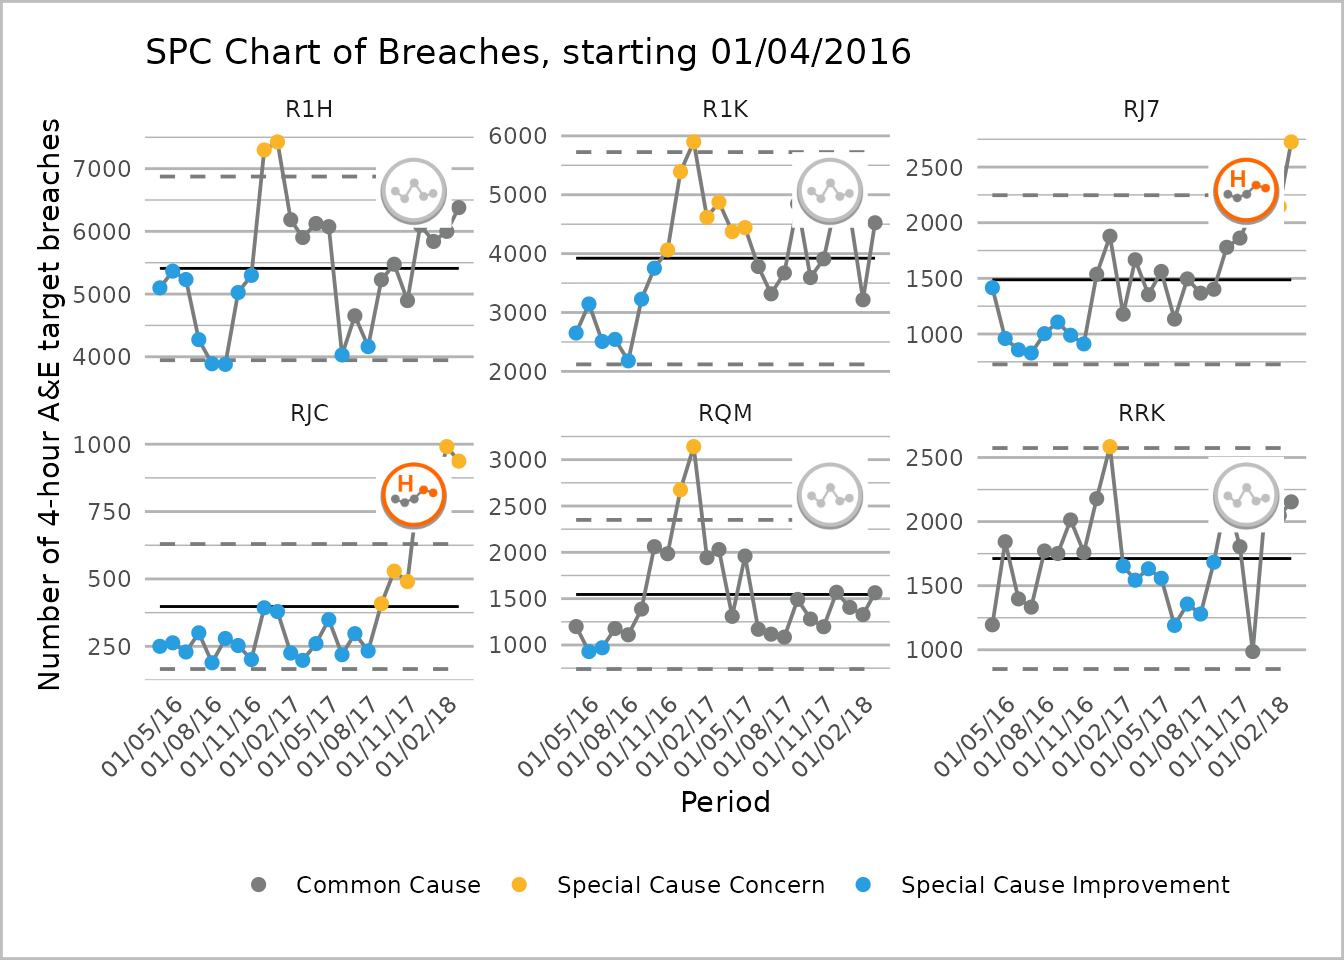 SPC Chart of Breaches, starting 01/04/2016
Number of 4-hour A&E target breaches
R1H
7000
6000
5000
4000
R1K
6000
5000
4000
3000
2000
RJ7
2500
2000
1500
1000
H
RJC
1000
750
500
250
H
RQM
3000
2500
2000
1500
1000
RRK
2500
2000
1500
1000
01/05/16 01/08/16 01/11/16 01/02/17 01/05/17 01/08/17 01/11/17 01/02/18
01/05/16 01/08/16 01/11/16 01/02/17 01/05/17 01/08/17 01/11/17 01/02/18
01/05/16 01/08/16 01/11/16 01/02/17 01/05/17 01/08/17 01/11/17 01/02/18
Period
Common Cause Special Cause Concern Special Cause Improvement